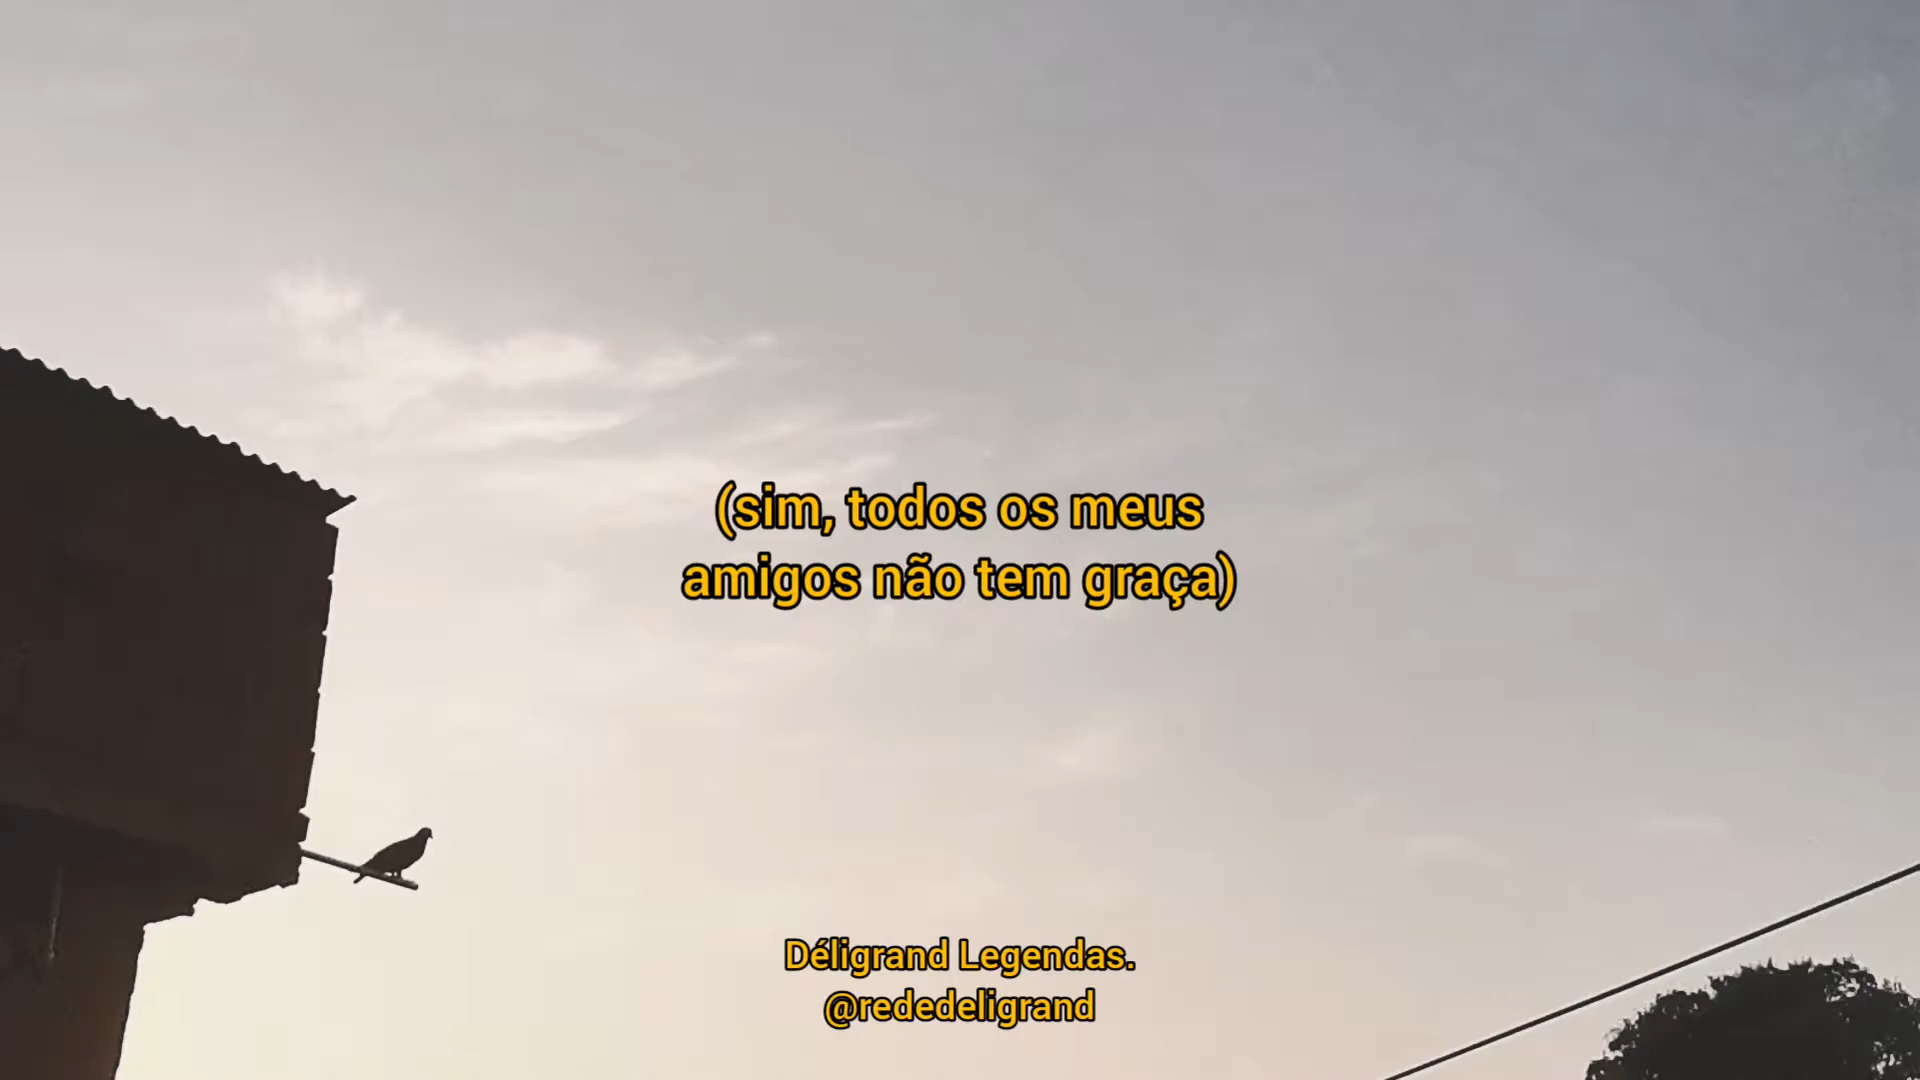 (sim, todos os meus
amigos não tem graça)
Déligrand Legendas.
@rededeligrand